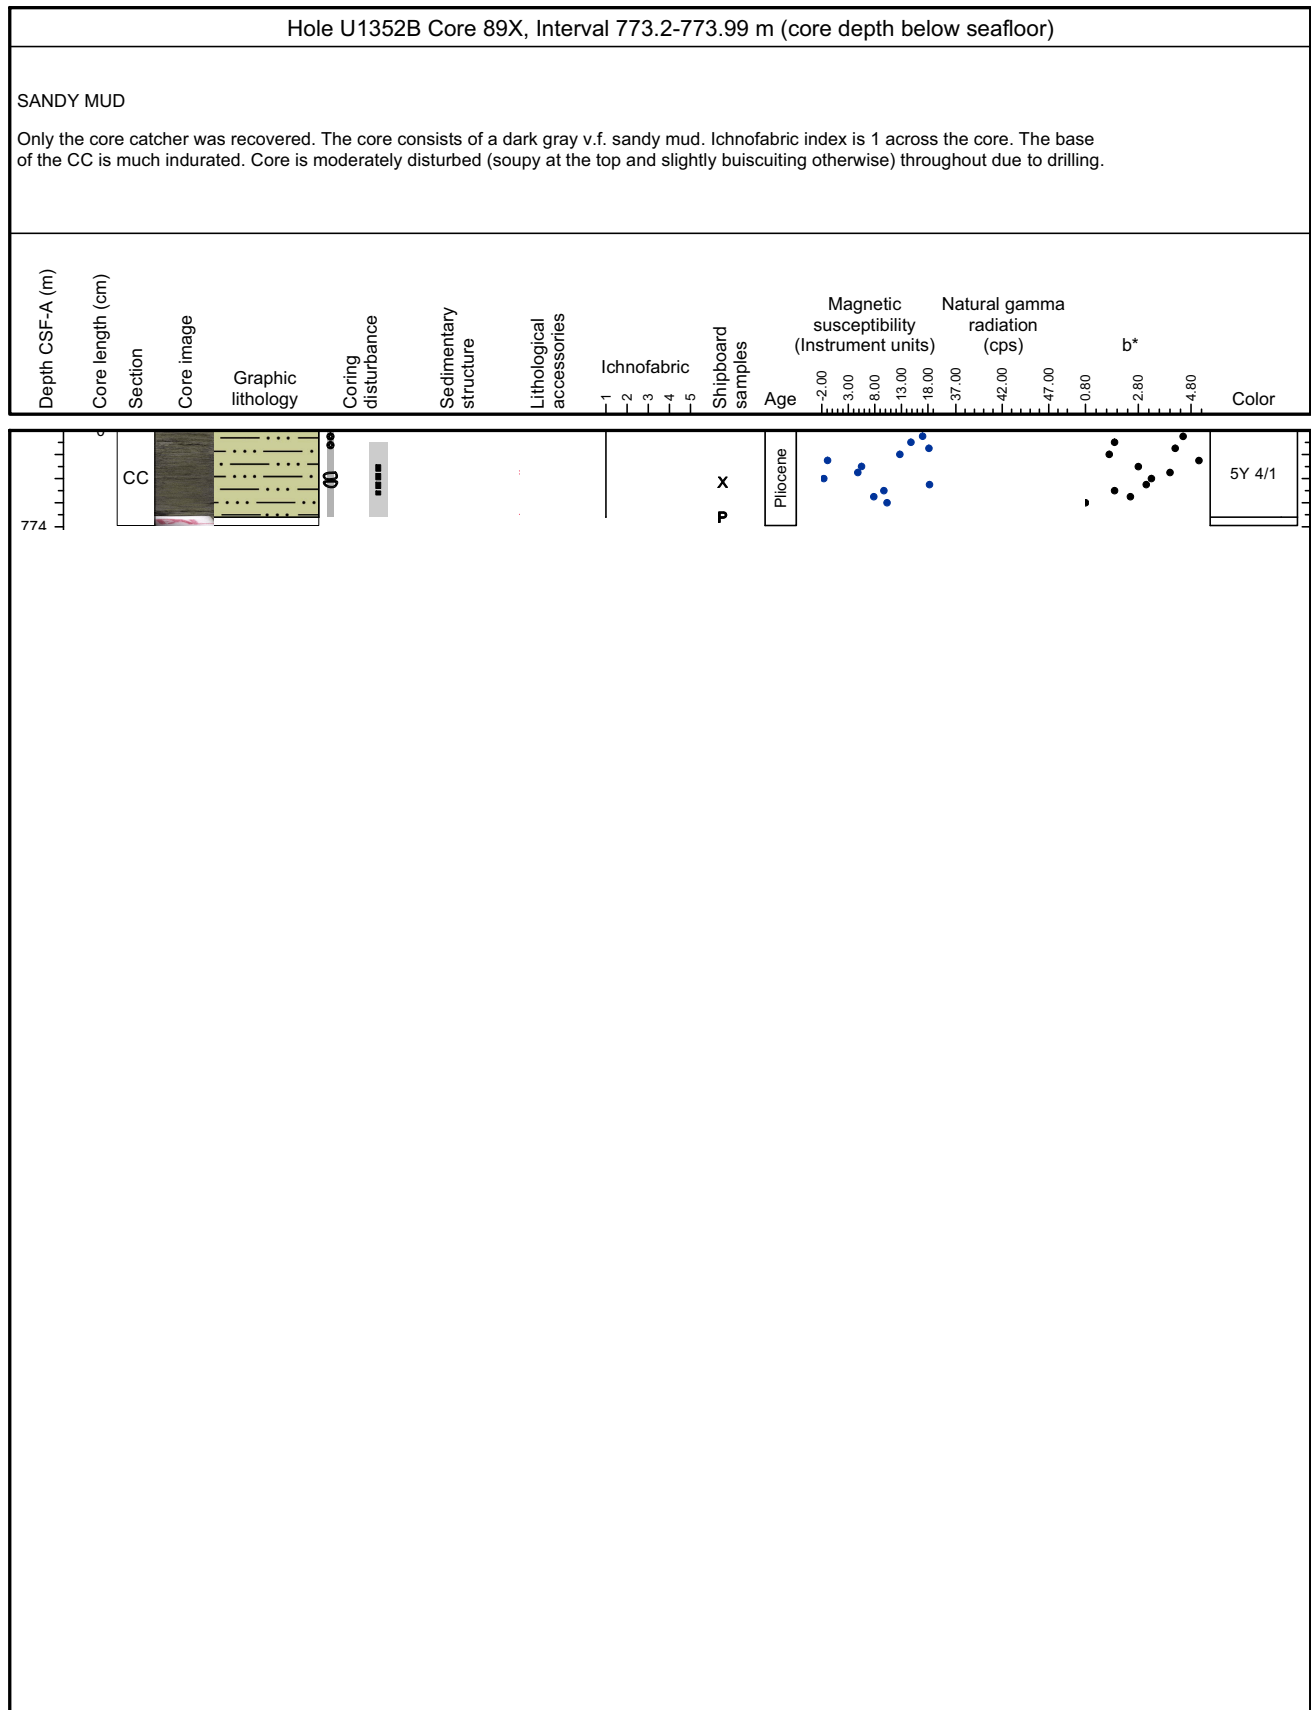 Hole U1352B Core 89X, Interval 773.2-773.99 m (core depth below seafloor)
SANDY MUD
Only the core catcher was recovered. The core consists of a dark gray v.f. sandy mud. Ichnofabric index is 1 across the core. The base
of the CC is much indurated. Core is moderately disturbed (soupy at the top and slightly buiscuiting otherwise) throughout due to drilling.
Depth CSF-A (m)
Core length (cm)
Section
Core image
Graphic
lithology
Coring
disturbance
Sedimentary
structure
Lithological
accessories
Ichnofabric
1 2 3 4 5
Shipboard
samples
Age
Magnetic
susceptibility
(Instrument units)
-2.00 3.00 8.00 13.00 18.00
Natural gamma
radiation
(cps)
37.00 42.00 47.00
b*
0.80 2.80 4.80
Color
CC
X
P
Pliocene
5Y 4/1
774